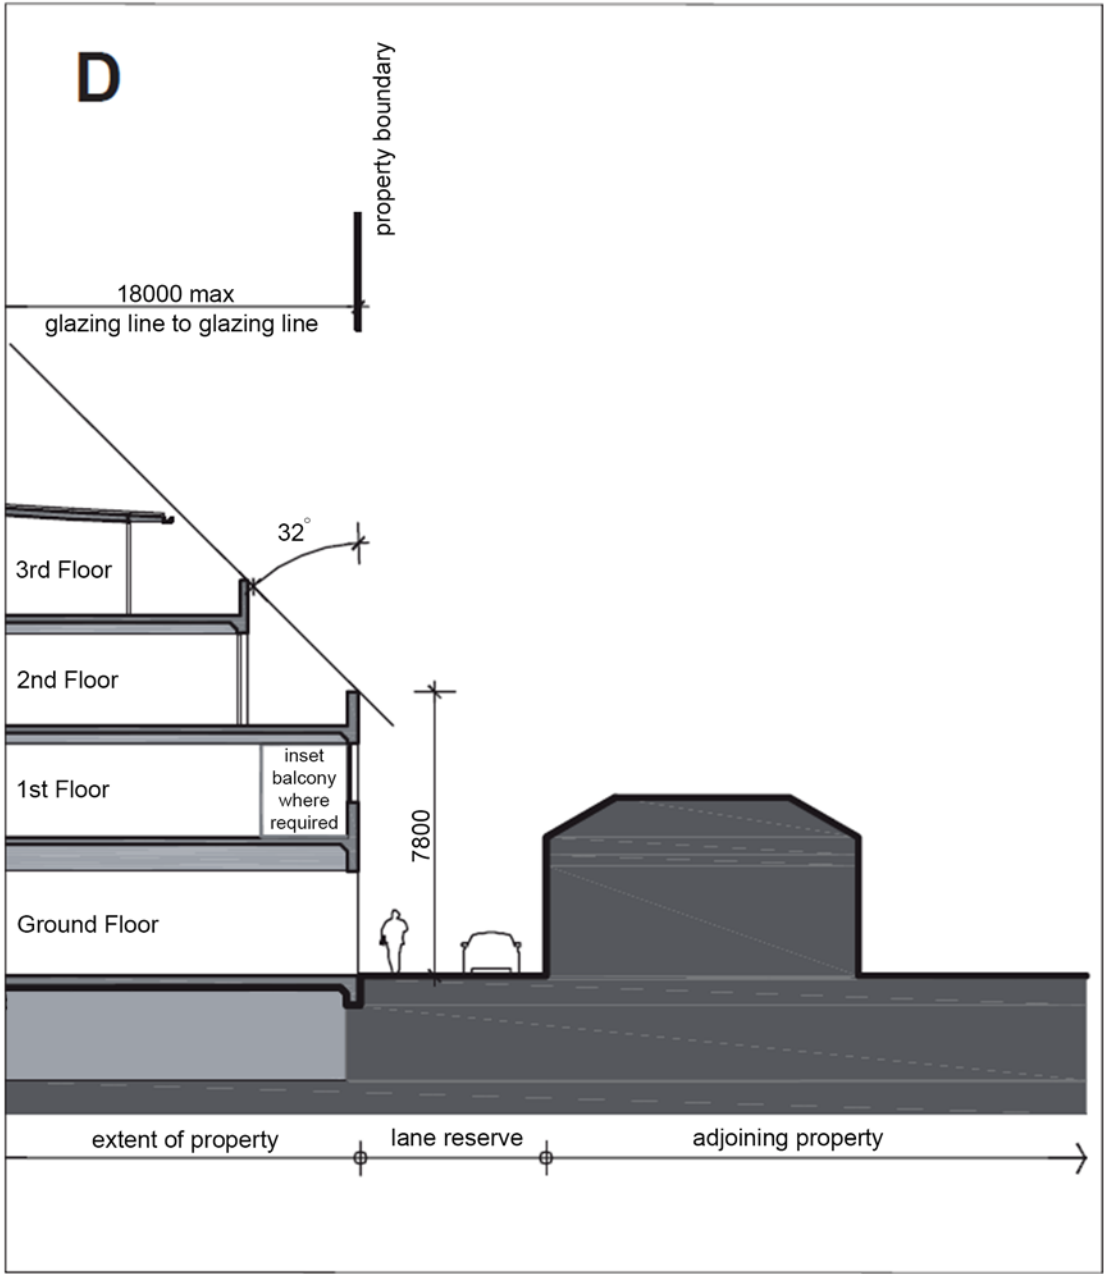 D
property boundary
18000 max
glazing line to glazing line
32°
3rd Floor
2nd Floor
1st Floor
inset
balcony
where
required
7800
Ground Floor
extent of property
lane reserve
adjoining property